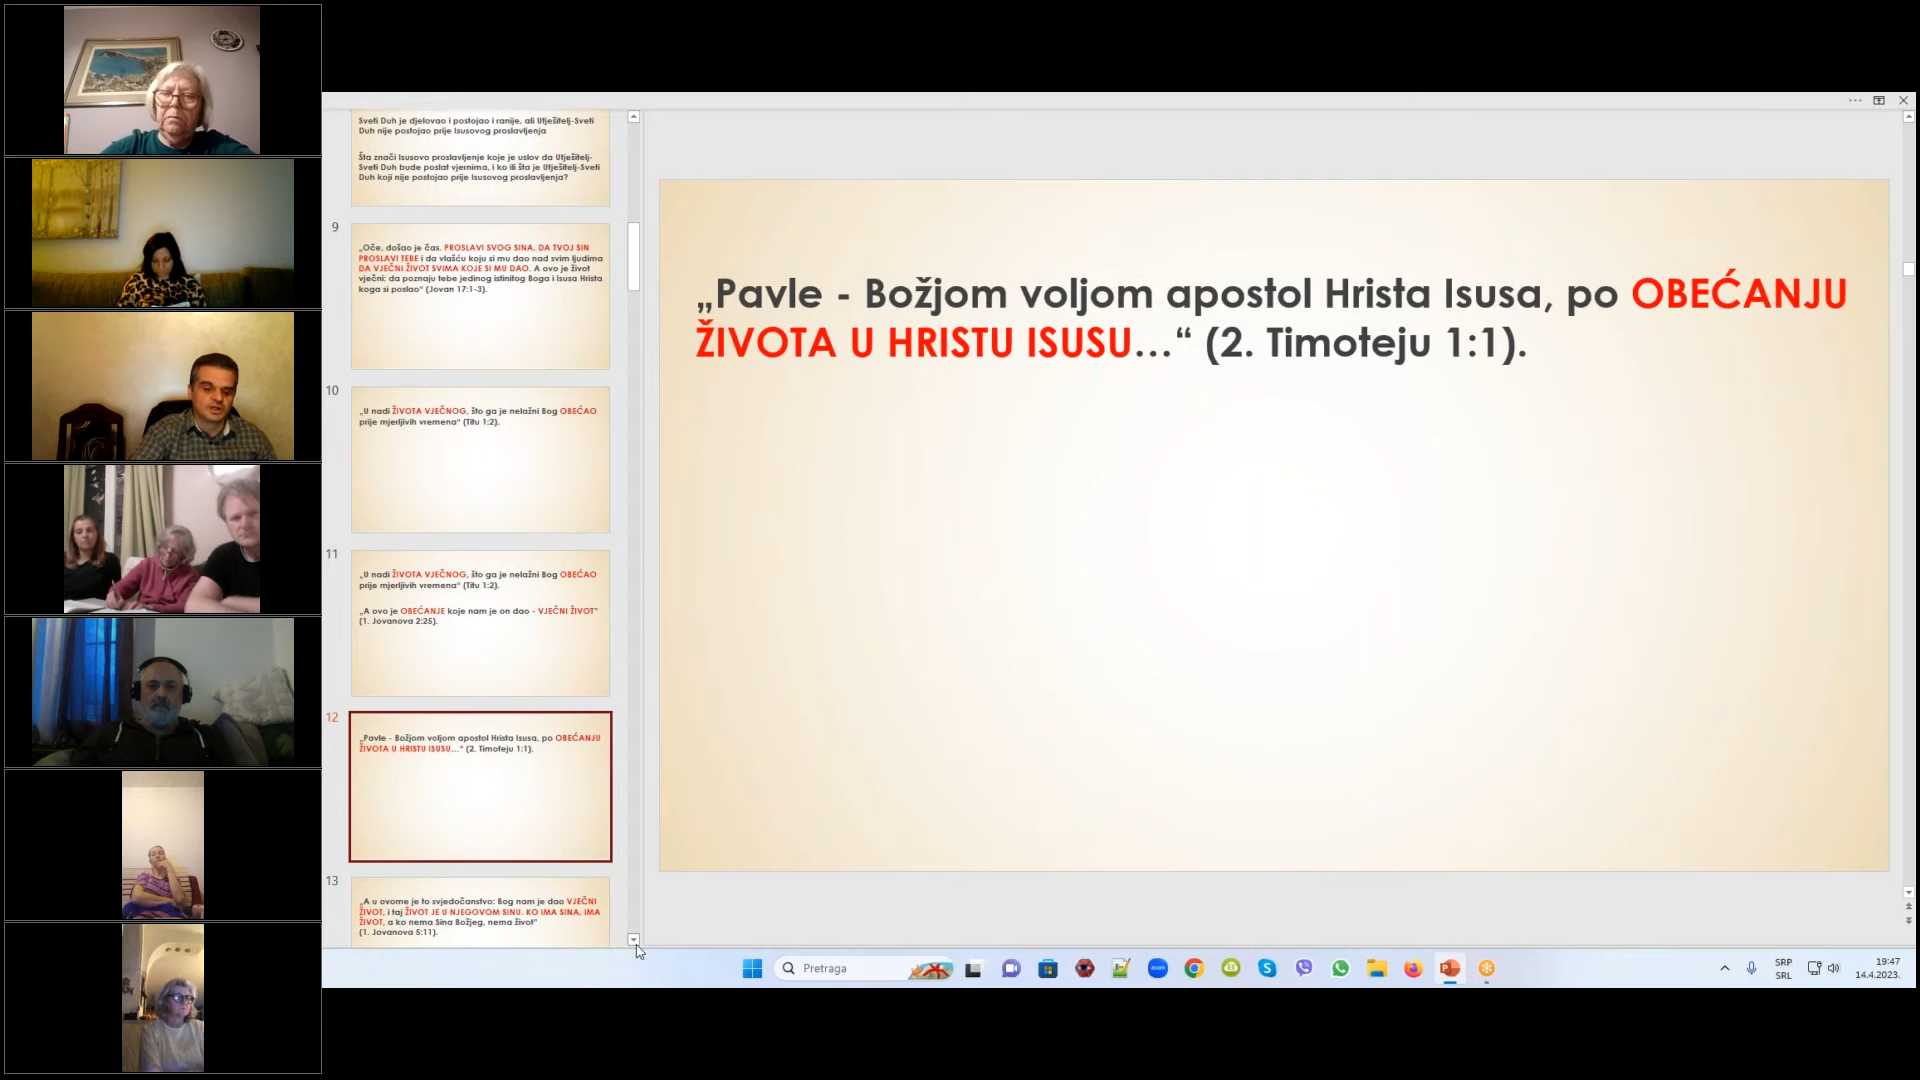 Sveti Duh je djelovao i postojao i ranije, ali Utješitelj-Sveti
Duh nije postojao prije Isusovog proslavljenja
Šta znači Isusovo proslavljenje koje je uslov da Utješitelj-
Sveti Duh bude poslat vjernima, i ko ili šta je Utješitelj-Sveti
Duh koji nije postojao prije Isusovog proslavljenja?
9
„Oče, došao je čas. PROSLAVI SVOG SINA, DA TVOJ SIN
PROSLAVI TEBE i da vlašću koju si mu dao nad svim ljudima
DA VJEČNI ŽIVOT SVIMA KOJE SI MU DAO. A ovo je život
vječni: da poznaju tebe jedinog istinitog Boga i Isusa Hrista
koga si poslao“ (Jovan 17:1-3).
10
„U nadi ŽIVOTA VJEČNOG, što ga je nelažni Bog OBEĆAO
prije mjerljivih vremena“ (Titu 1:2).
11
„U nadi ŽIVOTA VJEČNOG, što ga je nelažni Bog OBEĆAO
prije mjerljivih vremena“ (Titu 1:2).
„A ovo je OBEĆANJE koje nam je on dao - VJEČNI ŽIVOT“
(1. Jovanova 2:25).
12
„Pavle - Božjom voljom apostol Hrista Isusa, po OBEĆANJU
ŽIVOTA U HRISTU ISUSU...“ (2. Timoteju 1:1).
13
„A u ovome je to svjedočanstvo: Bog nam je dao VJEČNI
ŽIVOT, i taj ŽIVOT JE U NJEGOVOM SINU. KO IMA SINA, IMA
ŽIVOT, a ko nema Sina Božjeg, nema život“
(1. Jovanova 5:11).
„Pavle - Božjom voljom apostol Hrista Isusa, po OBEĆANJU
ŽIVOTA U HRISTU ISUSU...“ (2. Timoteju 1:1).
Pretraga
zoom
SRP
SRL
19:47
14.4.2023.